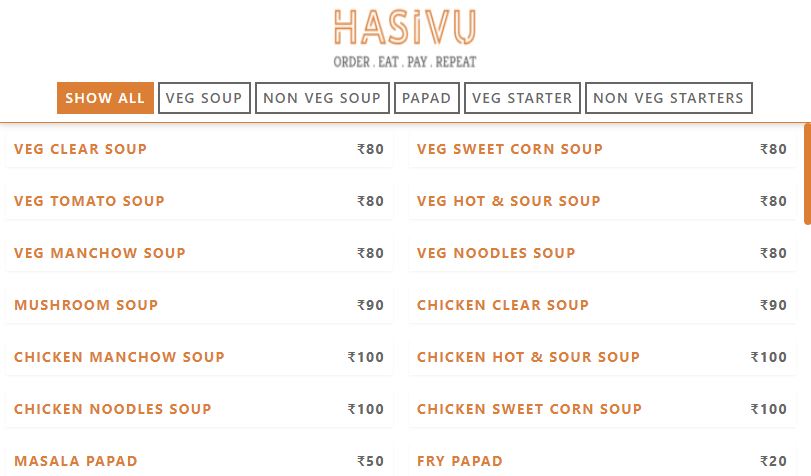 HASiVU
ORDER . EAT . PAY . REPEAT
SHOW ALL VEG SOUP NON VEG SOUP PAPAD VEG STARTER NON VEG STARTERS
VEG CLEAR SOUP ₹80 VEG SWEET CORN SOUP ₹80
VEG TOMATO SOUP ₹80 VEG HOT & SOUR SOUP ₹80
VEG MANCHOW SOUP ₹80 VEG NOODLES SOUP ₹80
MUSHROOM SOUP ₹90 CHICKEN CLEAR SOUP ₹90
CHICKEN MANCHOW SOUP ₹100 CHICKEN HOT & SOUR SOUP ₹100
CHICKEN NOODLES SOUP ₹100 CHICKEN SWEET CORN SOUP ₹100
MASALA PAPAD ₹50 FRY PAPAD ₹20